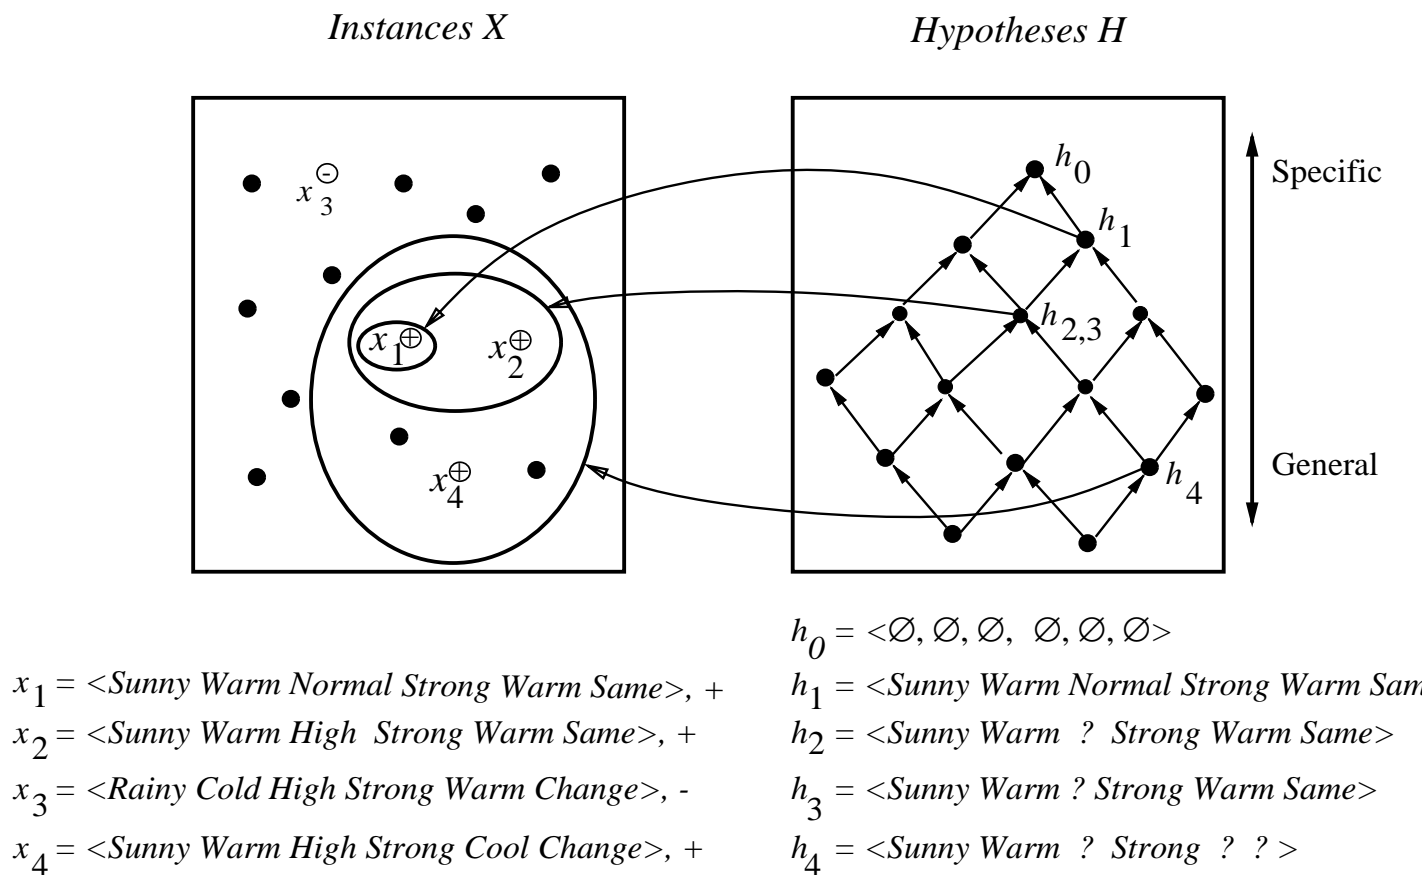 Instances X
Hypotheses H
x3 ⊖
h0
Specific
h1
x1 ⊕
x2 ⊕
h2,3
x4 ⊕
h4
General
h0 = <∅, ∅, ∅, ∅, ∅, ∅>
x1 = <Sunny Warm Normal Strong Warm Same>, +
h1 = <Sunny Warm Normal Strong Warm Sam
x2 = <Sunny Warm High Strong Warm Same>, +
h2 = <Sunny Warm ? Strong Warm Same>
x3 = <Rainy Cold High Strong Warm Change>, -
h3 = <Sunny Warm ? Strong Warm Same>
x4 = <Sunny Warm High Strong Cool Change>, +
h4 = <Sunny Warm ? Strong ? ? >